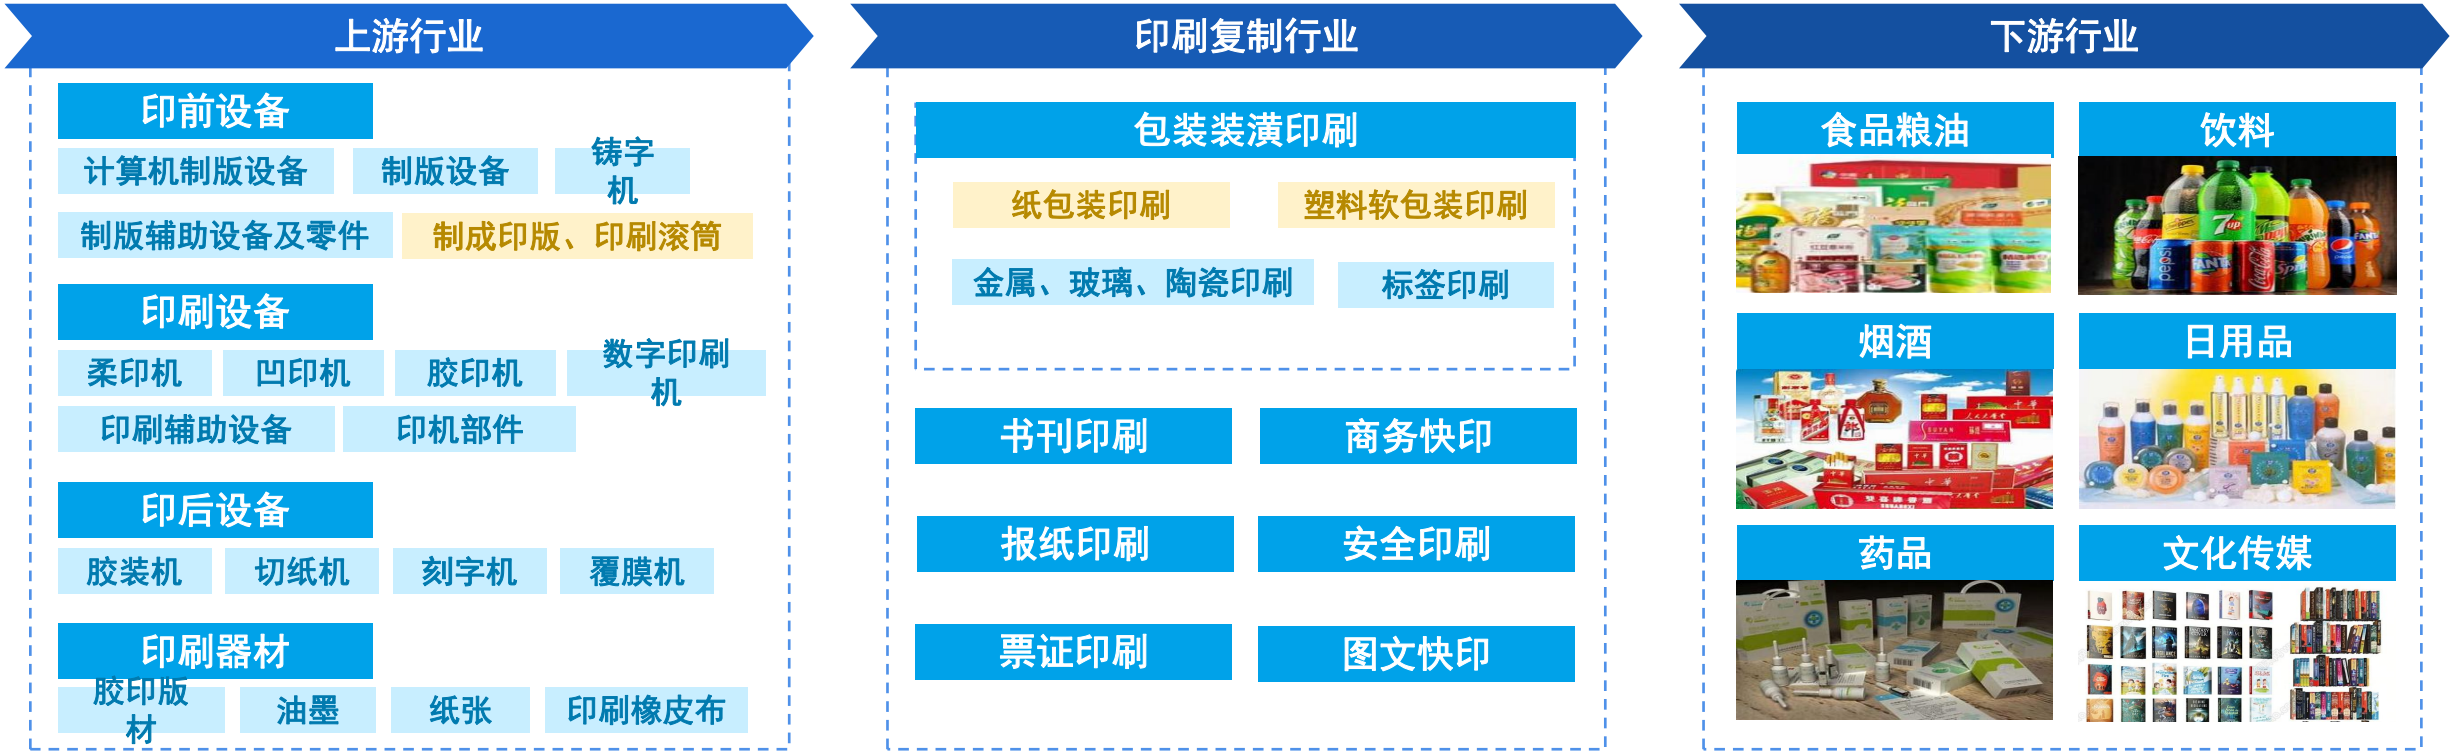 上游行业
印前设备
计算机制版设备
制版设备
铸字
机
制版辅助设备及零件
制成印版、印刷滚筒
印刷设备
柔印机
凹印机
胶印机
数字印刷
机
印刷辅助设备
印机部件
印后设备
胶装机
切纸机
刻字机
覆膜机
印刷器材
胶印版
材
油墨
纸张
印刷橡皮布
印刷复制行业
包装装潢印刷
纸包装印刷
塑料软包装印刷
金属、玻璃、陶瓷印刷
标签印刷
书刊印刷
商务快印
报纸印刷
安全印刷
票证印刷
图文快印
下游行业
食品粮油
饮料
7up
pepsi
FANTA
Coca-Cola
烟酒
日用品
药品
文化传媒